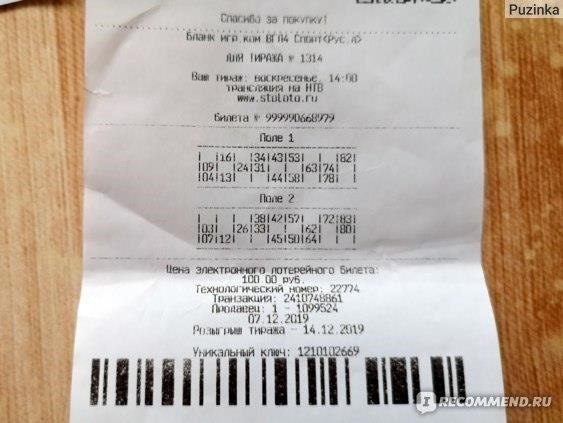 Puzinka
Спасибо за покупку!
Бланк игр.ком ВГЛ4 Спорт<Рус.л>
ДЛЯ ТИРАЖА № 1314
Ваш тираж: воскресенье, 14:00
трансляция на НТВ
www.stoloto.ru
Билета № 999990668979
Поле 1
| |16| |34|43|53| | |82|
|09| |24|31| | |63|74| |
|04|13| | |44|58| |78| |
Поле 2
| | | |38|42|57| |72|83|
|03| |26|33| | |62| |80|
|07|12| | |45|50|64| | |
Цена электронного лотерейного билета:
100.00 руб.
Технологический номер: 22774
Транзакция: 2410748861
Продавец: 1 - 1099524
07.12.2019
Розыгрыш тиража - 14.12.2019
Уникальный ключ: 1210102669
IRECOMMEND.RU